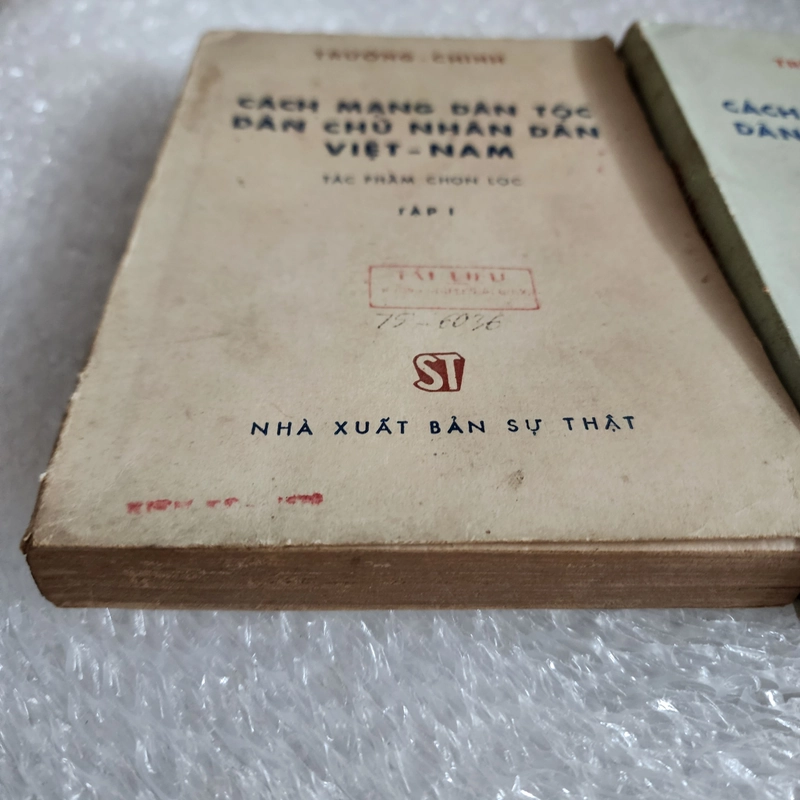 TRƯỜNG - CHINH
CÁCH MẠNG DÂN TỘC
DÂN CHỦ NHÂN DÂN
VIỆT - NAM
TÁC PHẨM CHỌN LỌC
TẬP I
TÀI LIỆU
75-6036
ST
NHÀ XUẤT BẢN SỰ THẬT
TR
CÁCH
DÂN